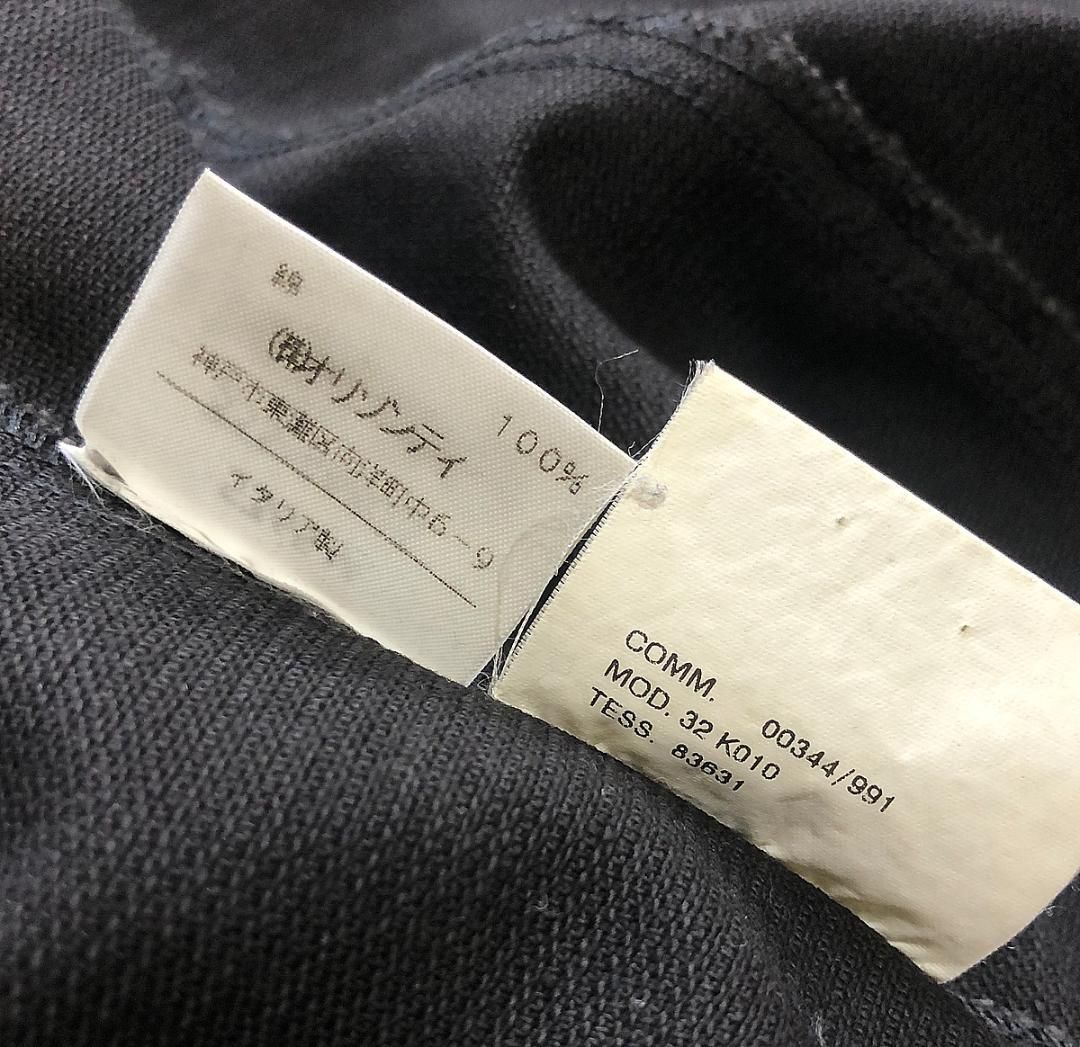 綿 100%
(株)オリゾンティ
神戸市東灘区向洋町中6-9
イタリア製
COMM. 00344/991
MOD. 32 K010
TESS. 83631